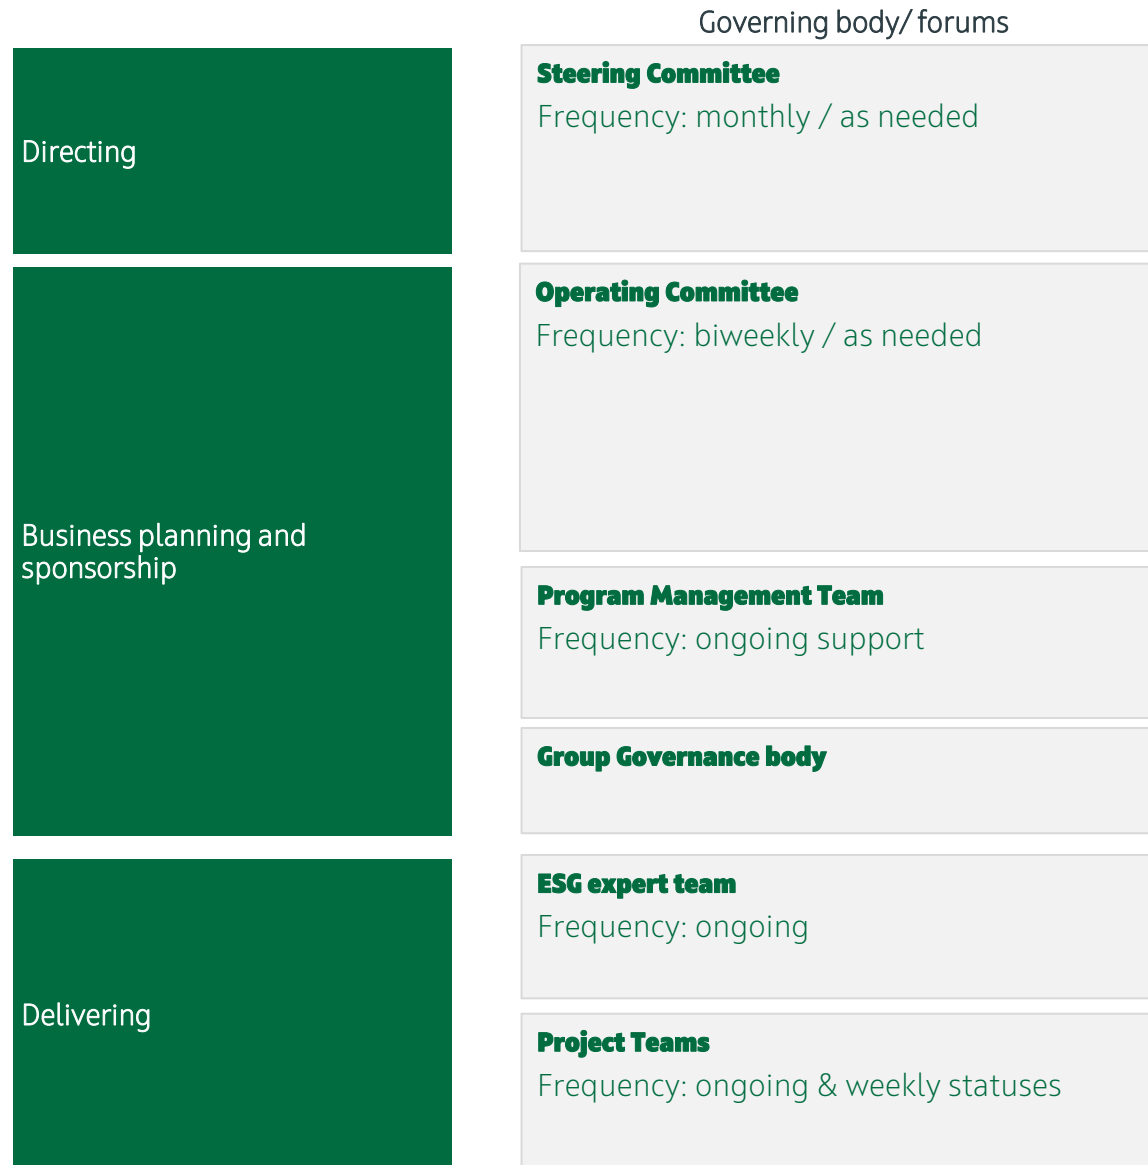 Governing body/ forums
Directing
Steering Committee
Frequency: monthly / as needed
Business planning and
sponsorship
Operating Committee
Frequency: biweekly / as needed
Program Management Team
Frequency: ongoing support
Group Governance body
Delivering
ESG expert team
Frequency: ongoing
Project Teams
Frequency: ongoing & weekly statuses